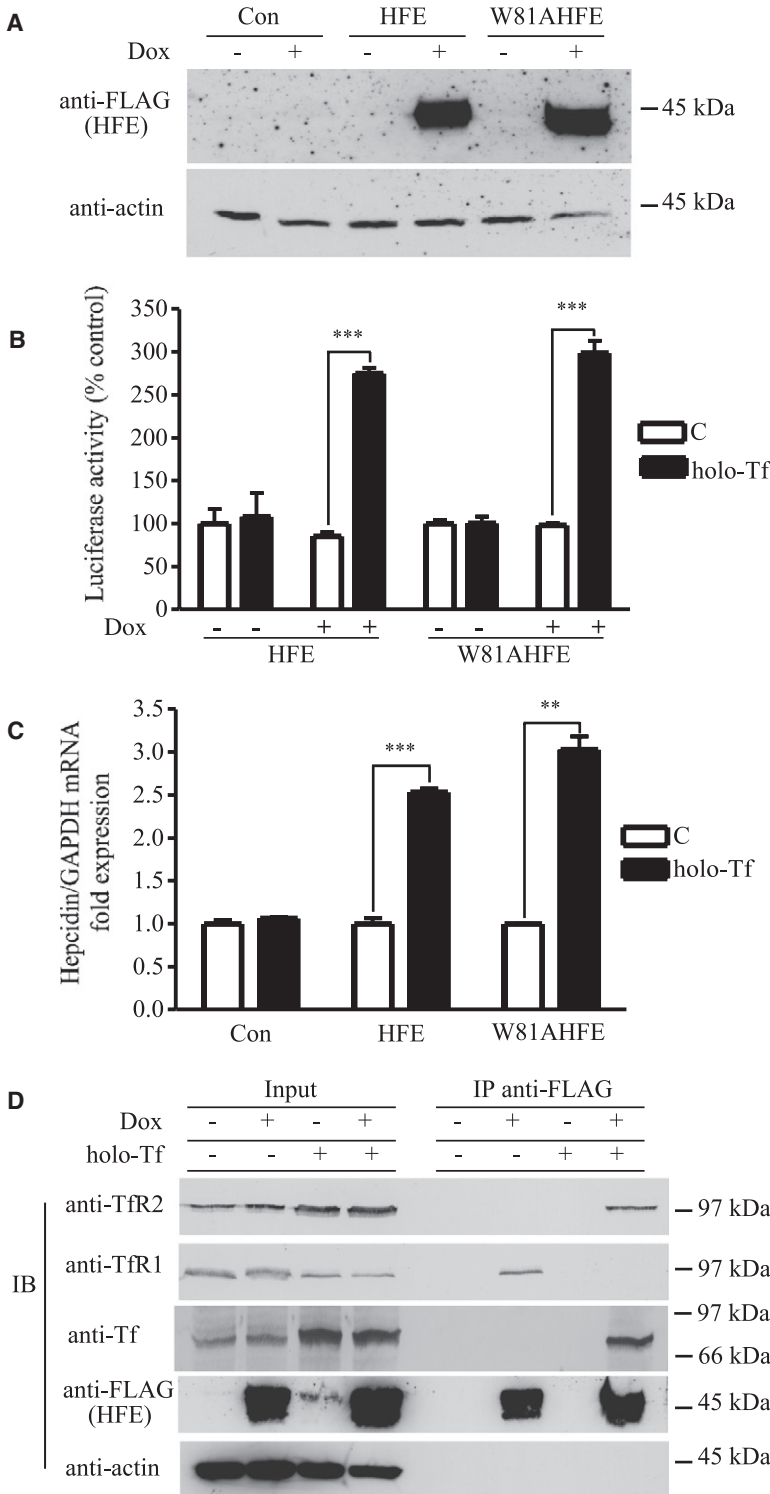 A
Con HFE W81AHFE
Dox - + - + - +
anti-FLAG
(HFE)
45 kDa
anti-actin
45 kDa
B
Luciferase activity (% control)
350
300
250
200
150
100
50
0
***
***
C
holo-Tf
Dox - - + + - - + +
HFE W81AHFE
C
Hepcidin/GAPDH mRNA
fold expression
3.5
3.0
2.5
2.0
1.5
1.0
0.5
0.0
***
**
C
holo-Tf
Con HFE W81AHFE
D
Input IP anti-FLAG
Dox - + - + - + - +
holo-Tf - - + + - - + +
IB
anti-TfR2
97 kDa
anti-TfR1
97 kDa
anti-Tf
97 kDa
66 kDa
anti-FLAG
(HFE)
45 kDa
anti-actin
45 kDa